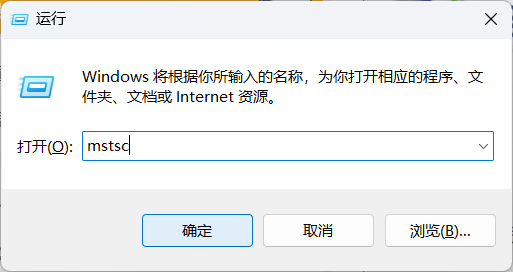 运行
Windows 将根据你所输入的名称，为你打开相应的程序、文
件夹、文档或 Internet 资源。
打开(O): mstsc
确定 取消 浏览(B)...